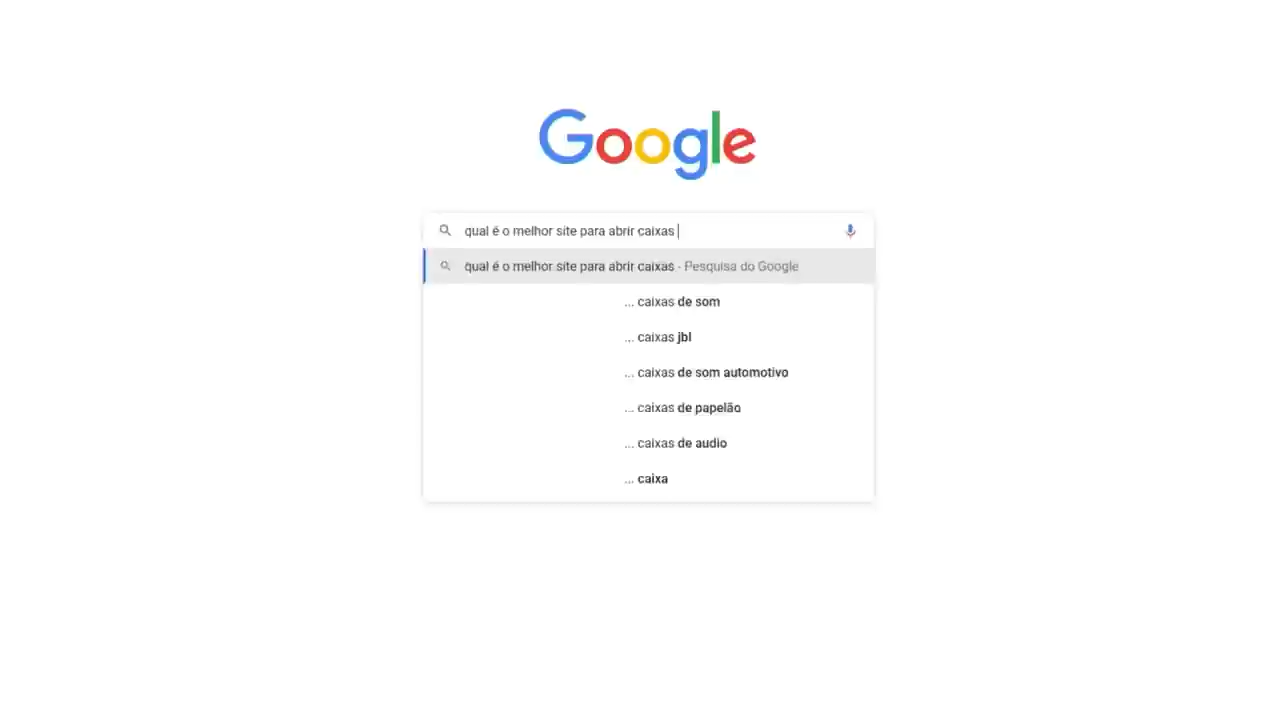 Google
qual é o melhor site para abrir caixas
qual é o melhor site para abrir caixas - Pesquisa do Google
... caixas de som
... caixas jbl
... caixas de som automotivo
... caixas de papelão
... caixas de audio
... caixa